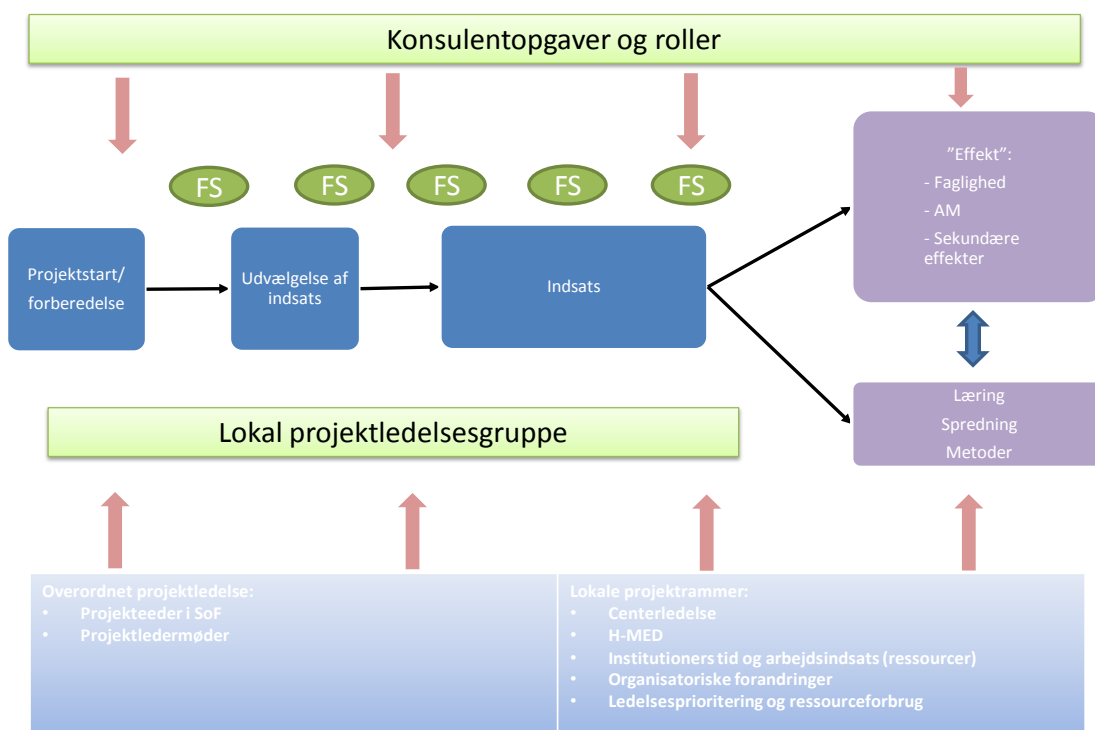 Konsulentopgaver og roller
FS
FS
FS
FS
FS
Projektstart/
forberedelse
Udvælgelse af
indsats
Indsats
”Effekt”:
- Faglighed
- AM
- Sekundære
effekter
Læring
Spredning
Metoder
Lokal projektledelsesgruppe
Overordnet projektledelse:
• Projekteeder i SoF
• Projektledermøder
Lokale projektrammer:
• Centerledelse
• H-MED
• Institutioners tid og arbejdsindsats (ressourcer)
• Organisatoriske forandringer
• Ledelsesprioritering og ressourceforbrug